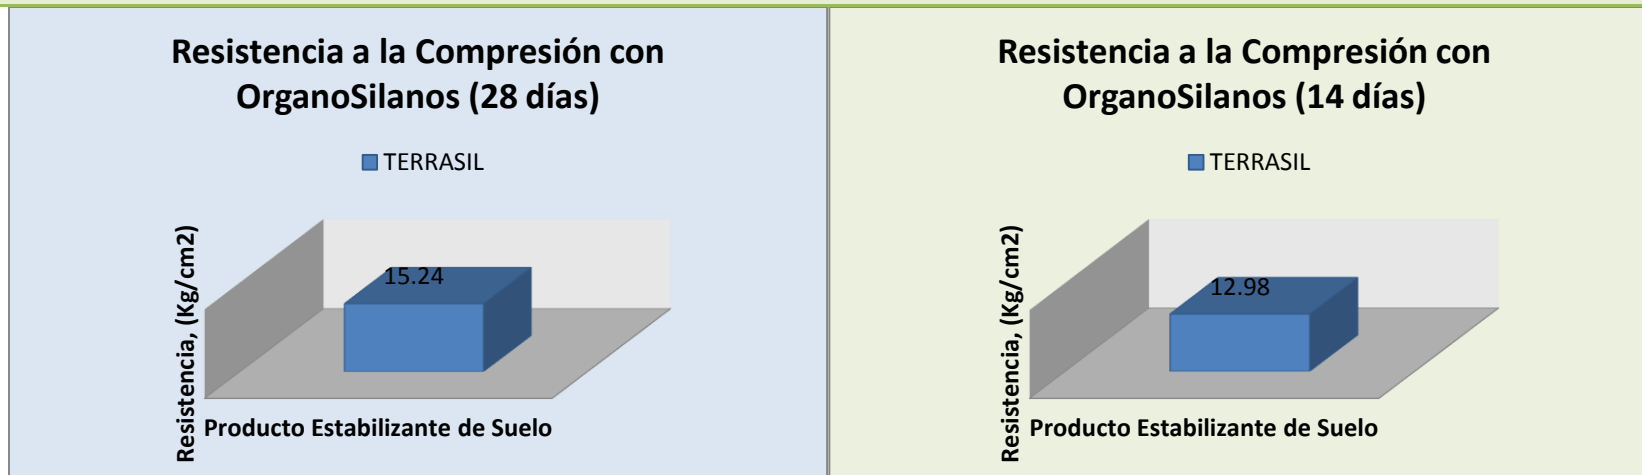 Resistencia a la Compresión con
OrganoSilanos (28 días)
TERRASIL
15.24
Resistencia, (Kg/cm2)
Producto Estabilizante de Suelo
Resistencia a la Compresión con
OrganoSilanos (14 días)
TERRASIL
12.98
Resistencia, (Kg/cm2)
Producto Estabilizante de Suelo